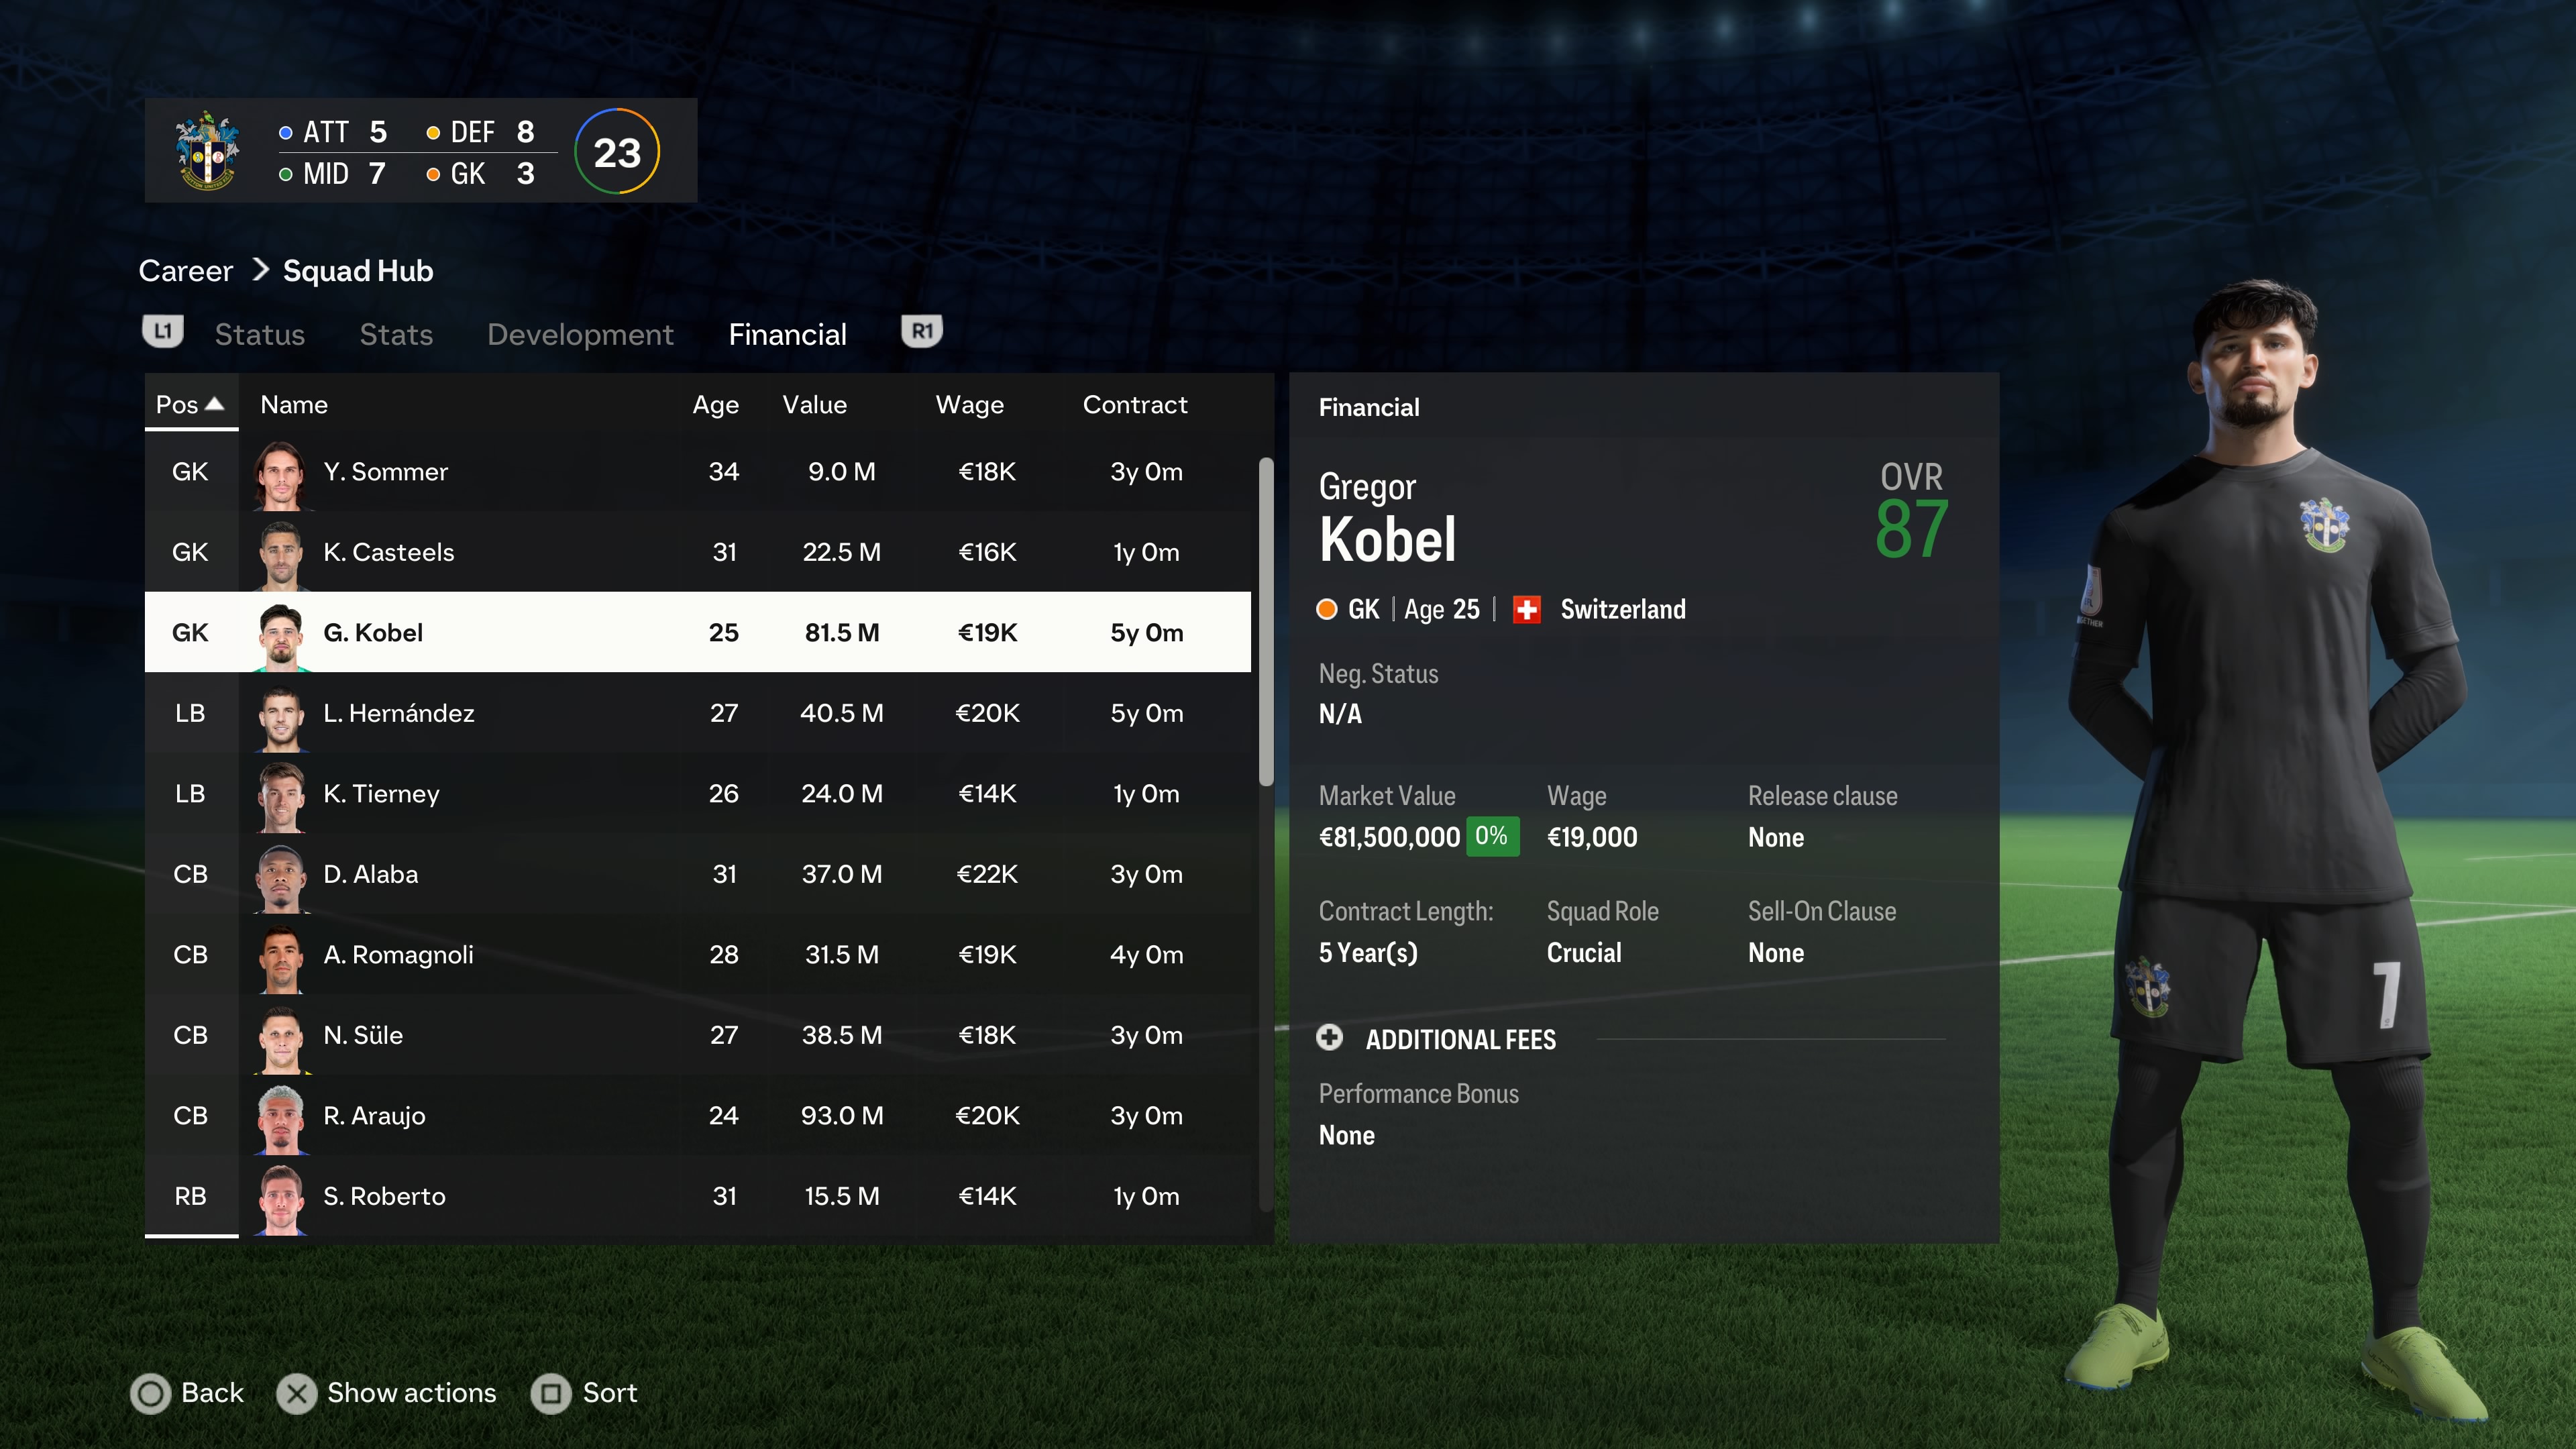 ATT 5 DEF 8
MID 7 GK 3
23
Career > Squad Hub
L1 Status Stats Development Financial R1
Pos Name Age Value Wage Contract
GK Y. Sommer 34 9.0 M €18K 3y 0m
GK K. Casteels 31 22.5 M €16K 1y 0m
GK G. Kobel 25 81.5 M €19K 5y 0m
LB L. Hernández 27 40.5 M €20K 5y 0m
LB K. Tierney 26 24.0 M €14K 1y 0m
CB D. Alaba 31 37.0 M €22K 3y 0m
CB A. Romagnoli 28 31.5 M €19K 4y 0m
CB N. Süle 27 38.5 M €18K 3y 0m
CB R. Araujo 24 93.0 M €20K 3y 0m
RB S. Roberto 31 15.5 M €14K 1y 0m
Financial
Gregor
Kobel
OVR
87
GK | Age 25 | Switzerland
Neg. Status
N/A
Market Value Wage Release clause
€81,500,000 0% €19,000 None
Contract Length: Squad Role Sell-On Clause
5 Year(s) Crucial None
ADDITIONAL FEES
Performance Bonus
None
1
Back Show actions Sort